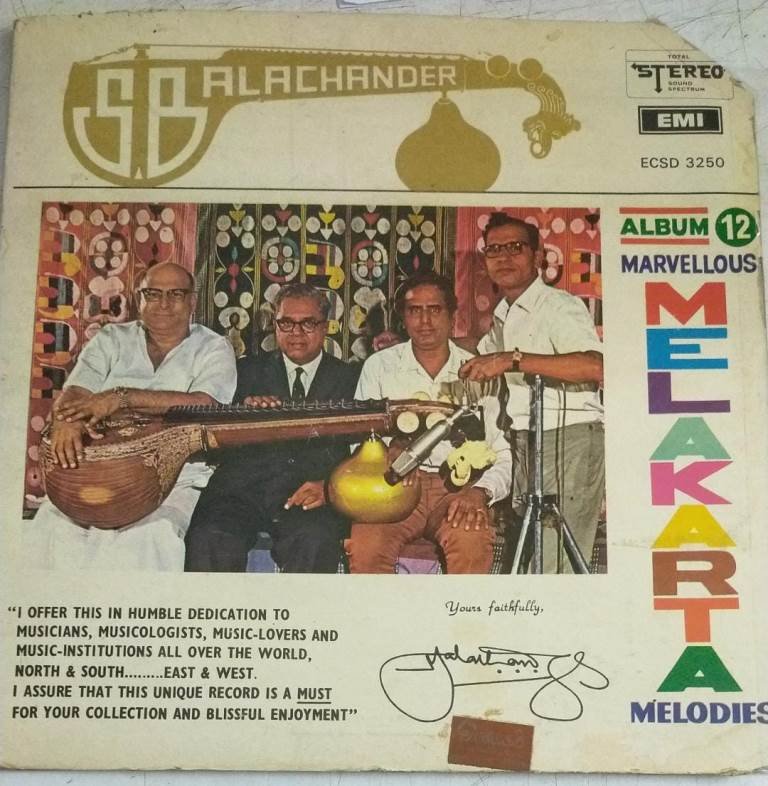 S.BALACHANDER
TOTAL
STEREO
SOUND
SPECTRUM
EMI
ECSD 3250
ALBUM 12
MARVELLOUS
MELAKARTA
MELODIES
"I OFFER THIS IN HUMBLE DEDICATION TO
MUSICIANS, MUSICOLOGISTS, MUSIC-LOVERS AND
MUSIC-INSTITUTIONS ALL OVER THE WORLD,
NORTH & SOUTH.........EAST & WEST.
I ASSURE THAT THIS UNIQUE RECORD IS A MUST
FOR YOUR COLLECTION AND BLISSFUL ENJOYMENT"
Yours faithfully,